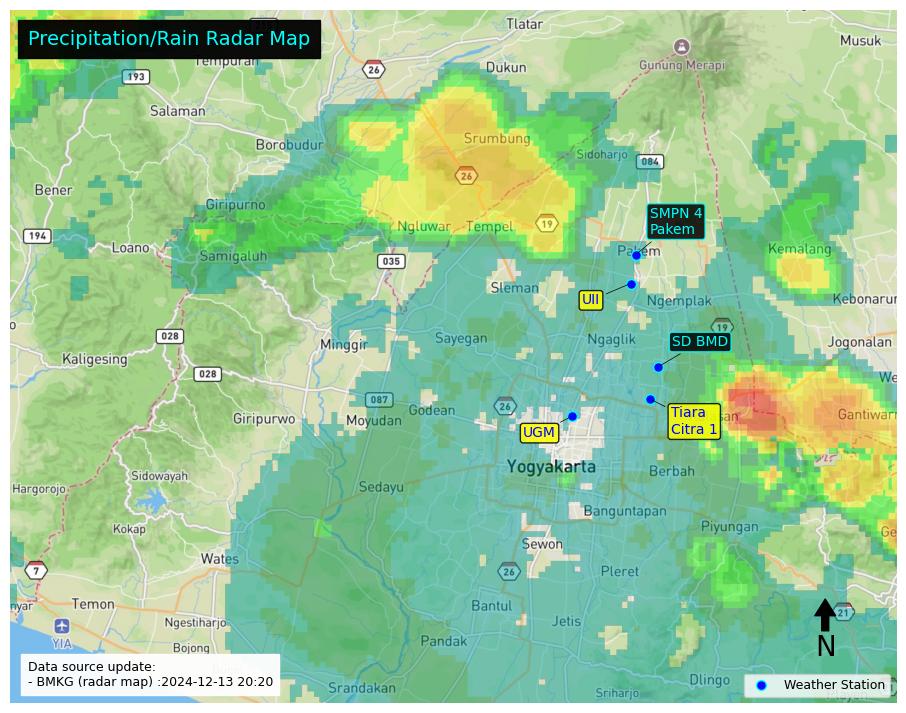 Precipitation/Rain Radar Map
Tlatar
Musuk
Tempuran
26
Dukun
Gunung Merapi
193
Salaman
Srumbung
Borobudur
Sidoharjo
084
26
Bener
Giripurno
SMPN 4
Pakem
194
Loano
Ngluwar
Tempel
19
Samigaluh
035
Pakem
Kemalang
UII
Sleman
Ngemplak
Kebonarun
028
Minggir
Sayegan
Ngaglik
19
SD BMD
Jogonalan
Kaligesing
028
087
Godean
26
Tiara
Citra 1
Gantiwarn
Giripurwo
Moyudan
UGM
Yogyakarta
Berbah
Sidowayah
Hargorojo
Sedayu
Banguntapan
Kokap
Piyungan
Sewon
Wates
7
26
Pleret
Temon
Bantul
21
Ngestiharjo
Jetis
YIA
Bojong
Pandak
N
Data source update:
- BMKG (radar map) :2024-12-13 20:20
Srandakan
Sriharjo
Dlingo
Weather Station